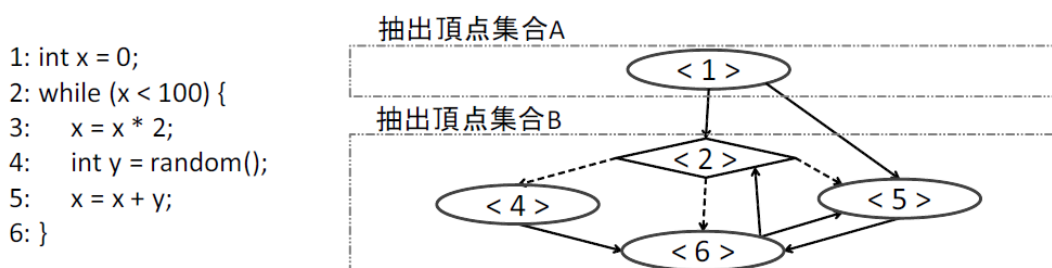 1: int x = 0;
2: while (x < 100) {
3: x = x * 2;
4: int y = random();
5: x = x + y;
6: }
抽出頂点集合A
< 1 >
抽出頂点集合B
< 2 >
< 4 >
< 5 >
< 6 >